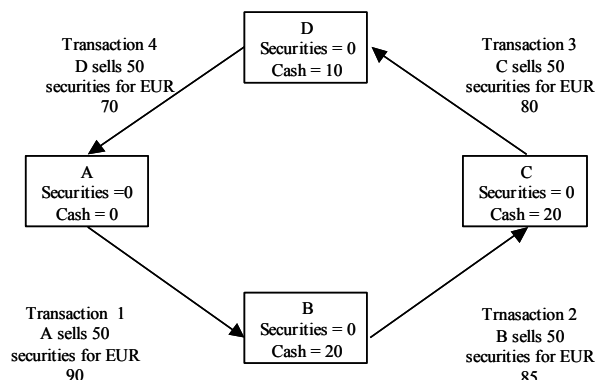 D
Securities = 0
Cash = 10
Transaction 4
D sells 50
securities for EUR
70
Transaction 3
C sells 50
securities for EUR
80
A
Securities =0
Cash = 0
C
Securities = 0
Cash = 20
B
Securities = 0
Cash = 20
Transaction 1
A sells 50
securities for EUR
90
Trnasaction 2
B sells 50
securities for EUR
85